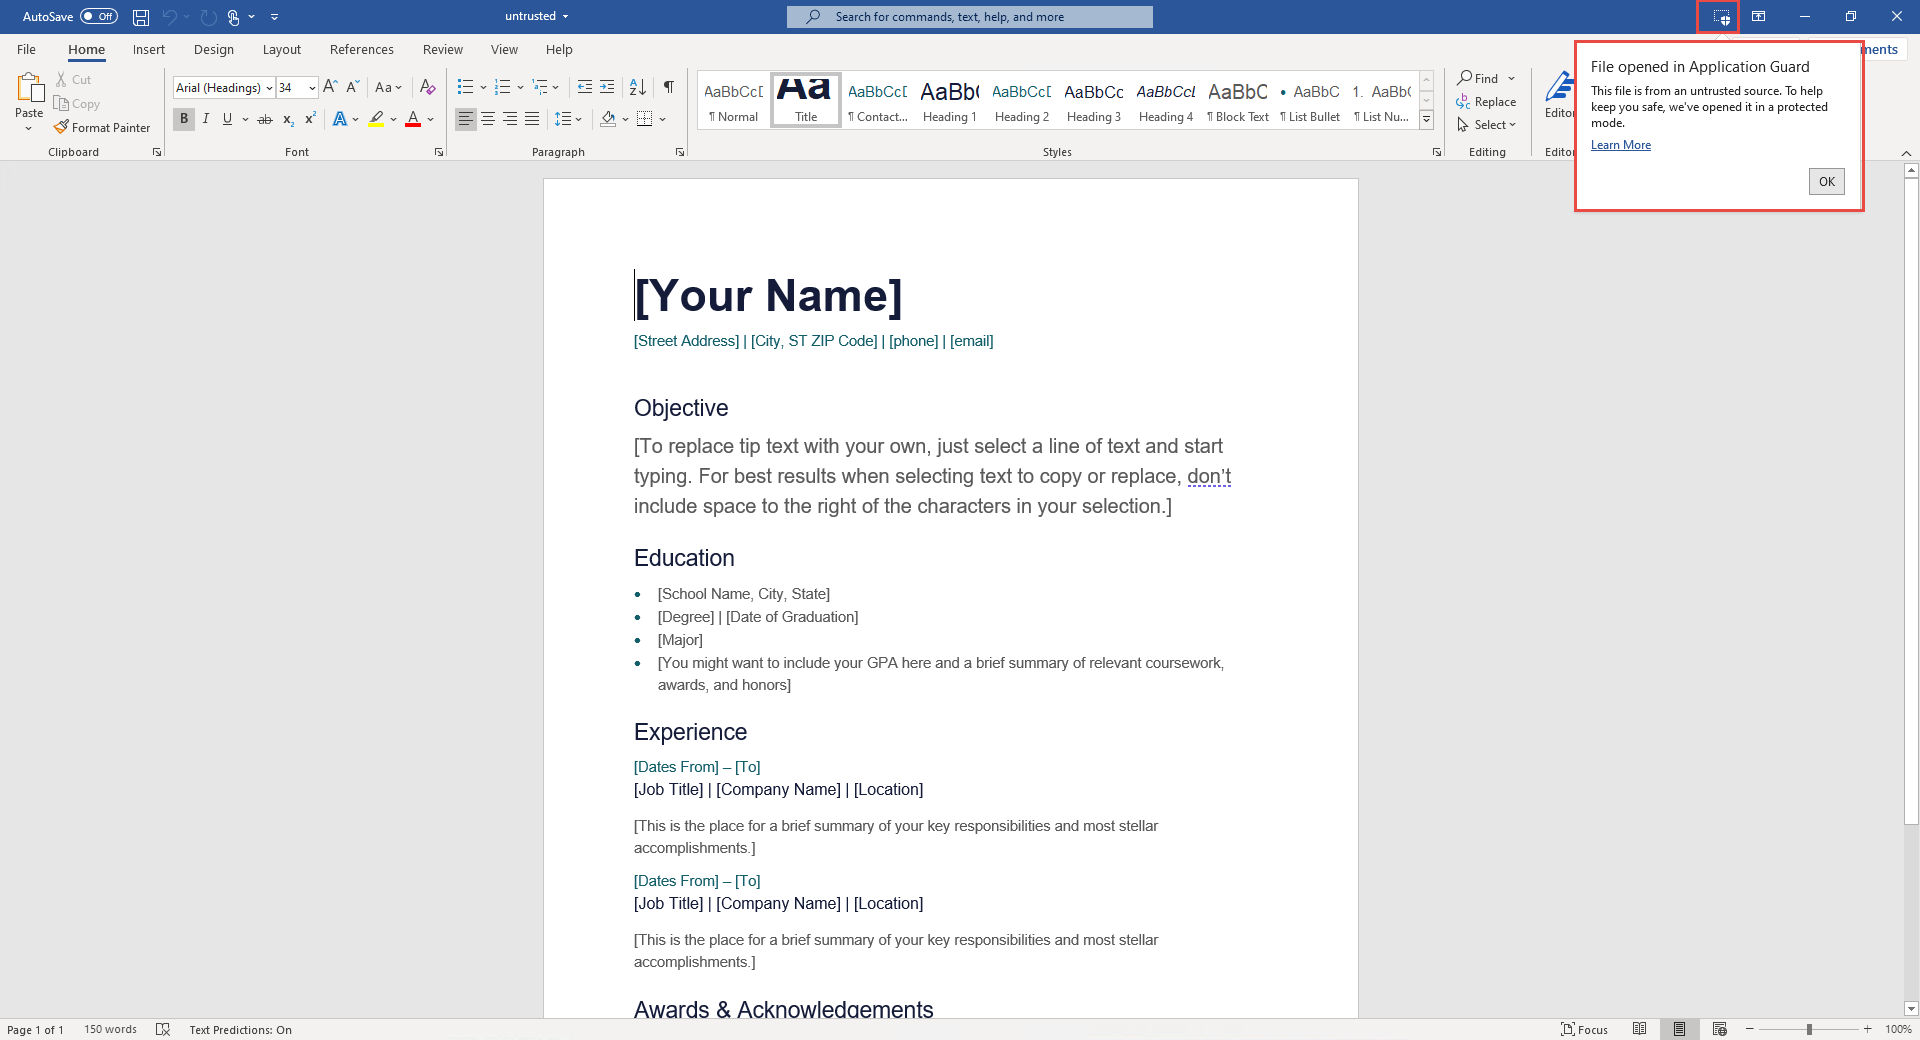 AutoSave Off
untrusted
Search for commands, text, help, and more
File Home Insert Design Layout References Review View Help
ments
Paste
Cut
Copy
Format Painter
Clipboard
Arial (Headings) 34
Aa
B I U ab x₂ x² A A
Font
A Z ¶
Paragraph
AaBbCcD AaBbCcD AaBb AaBbCcD AaBbCc AaBbCcD AaBbC AaBbC 1. AaBb
Aa
¶ Normal Title ¶ Contact... Heading 1 Heading 2 Heading 3 Heading 4 ¶ Block Text ¶ List Bullet ¶ List Nu...
Styles
Find
Replace
Select
Editing
Editor
Editor
File opened in Application Guard
This file is from an untrusted source. To help
keep you safe, we've opened it in a protected
mode.
Learn More
OK
[Your Name]
[Street Address] | [City, ST ZIP Code] | [phone] | [email]
Objective
[To replace tip text with your own, just select a line of text and start
typing. For best results when selecting text to copy or replace, don't
include space to the right of the characters in your selection.]
Education
• [School Name, City, State]
• [Degree] | [Date of Graduation]
• [Major]
• [You might want to include your GPA here and a brief summary of relevant coursework,
awards, and honors]
Experience
[Dates From] – [To]
[Job Title] | [Company Name] | [Location]
[This is the place for a brief summary of your key responsibilities and most stellar
accomplishments.]
[Dates From] – [To]
[Job Title] | [Company Name] | [Location]
[This is the place for a brief summary of your key responsibilities and most stellar
accomplishments.]
Awards & Acknowledgements
Page 1 of 1 150 words Text Predictions: On
Focus 100%